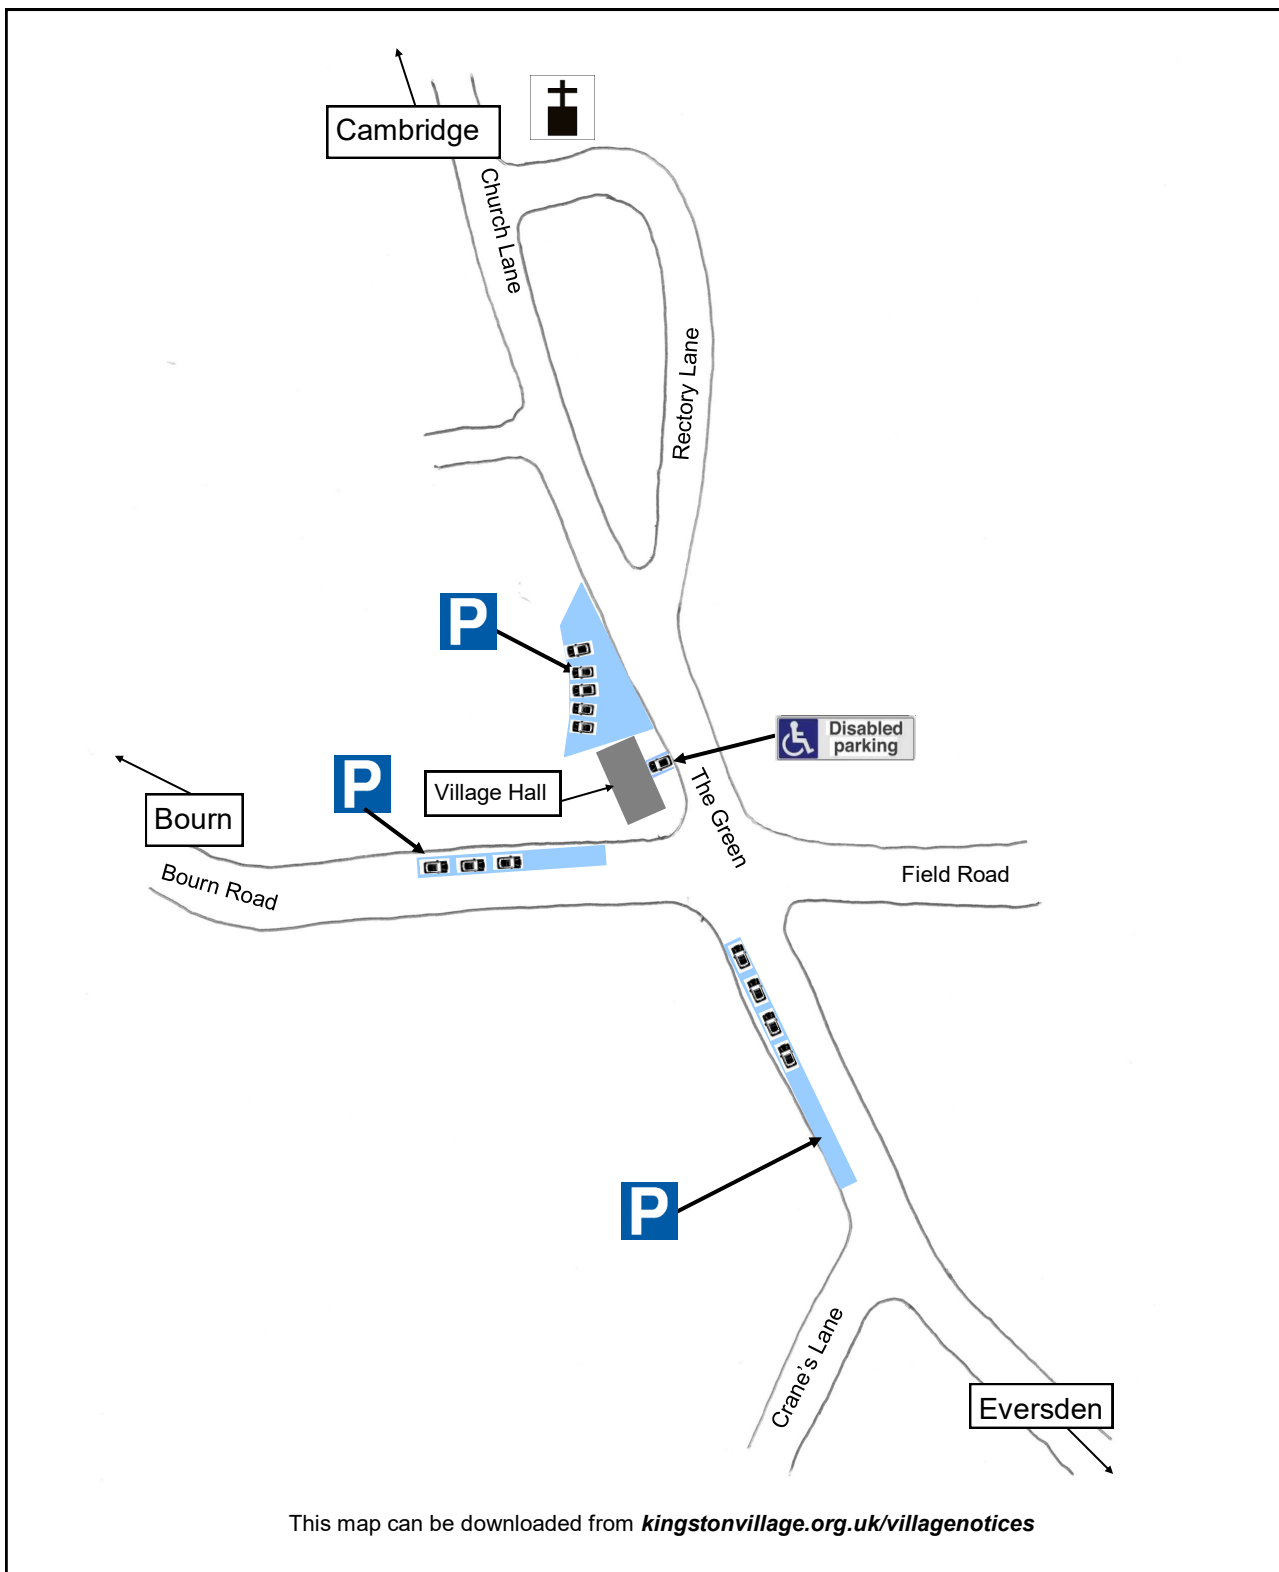 Cambridge
Church Lane
Rectory Lane
P
Disabled
parking
P
Village Hall
The Green
Bourn
Bourn Road
Field Road
P
Crane's Lane
Eversden
This map can be downloaded from kingstonvillage.org.uk/villagenotices